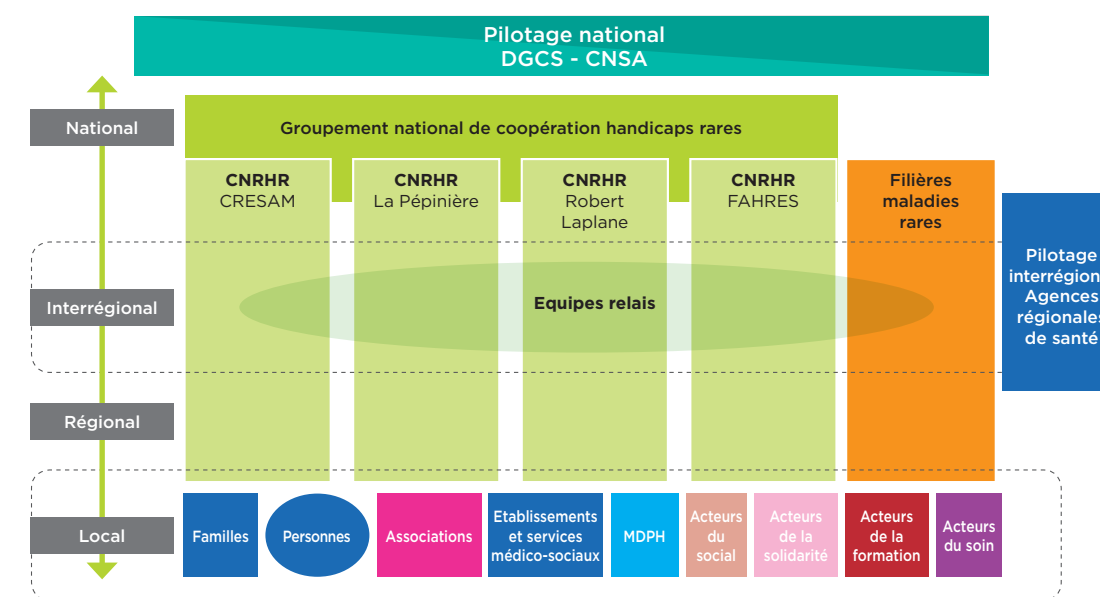 Pilotage national
DGCS - CNSA
National
Groupement national de coopération handicaps rares
CNRHR
CRESAM
CNRHR
La Pépinière
CNRHR
Robert
Laplane
CNRHR
FAHRES
Filières
maladies
rares
Pilotage
interrégion
Agences
régionales
de santé
Interrégional
Equipes relais
Régional
Local
Familles
Personnes
Associations
Etablissements
et services
médico-sociaux
MDPH
Acteurs
du
social
Acteurs
de la
solidarité
Acteurs
de la
formation
Acteurs
du soin